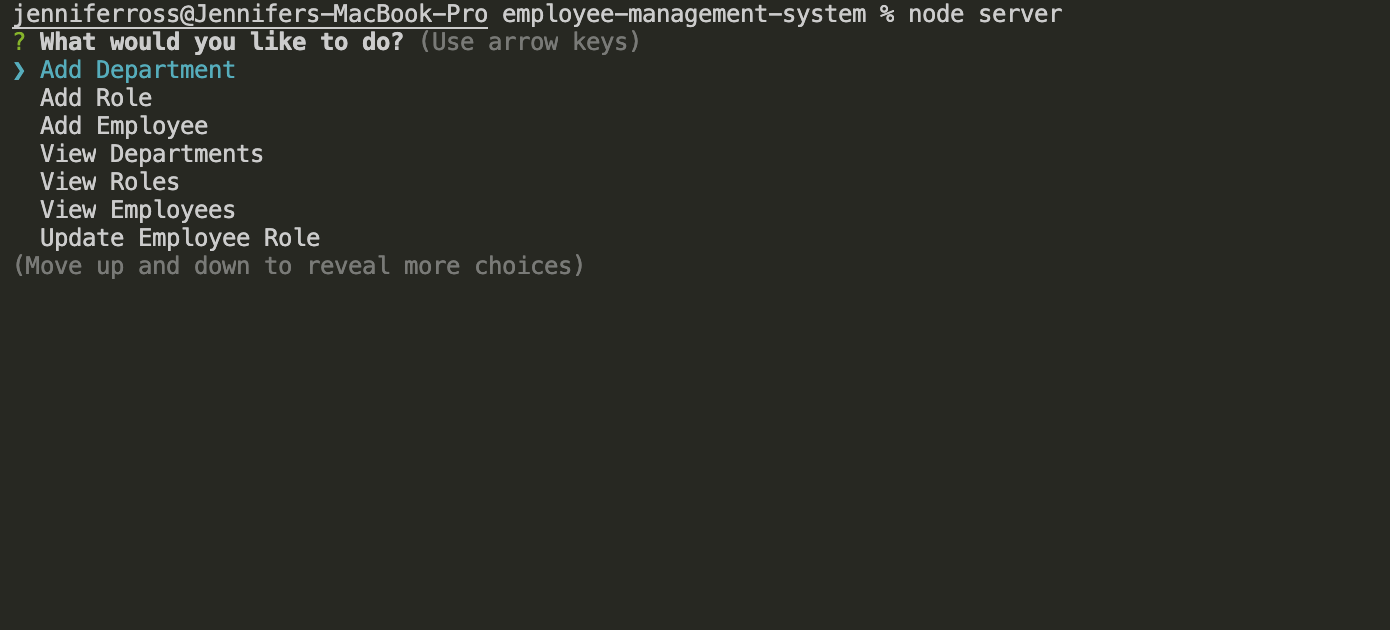 jenniferross@Jennifers-MacBook-Pro employee-management-system % node server
? What would you like to do? (Use arrow keys)
❯ Add Department
Add Role
Add Employee
View Departments
View Roles
View Employees
Update Employee Role
(Move up and down to reveal more choices)